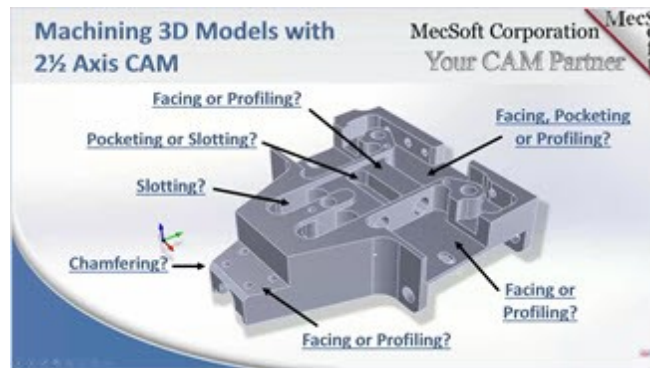 Machining 3D Models with
2½ Axis CAM
MecSoft Corporation
Your CAM Partner
MecS
Facing or Profiling?
Pocketing or Slotting?
Slotting?
Chamfering?
Facing or Profiling?
Facing, Pocketing
or Profiling?
Facing or
Profiling?